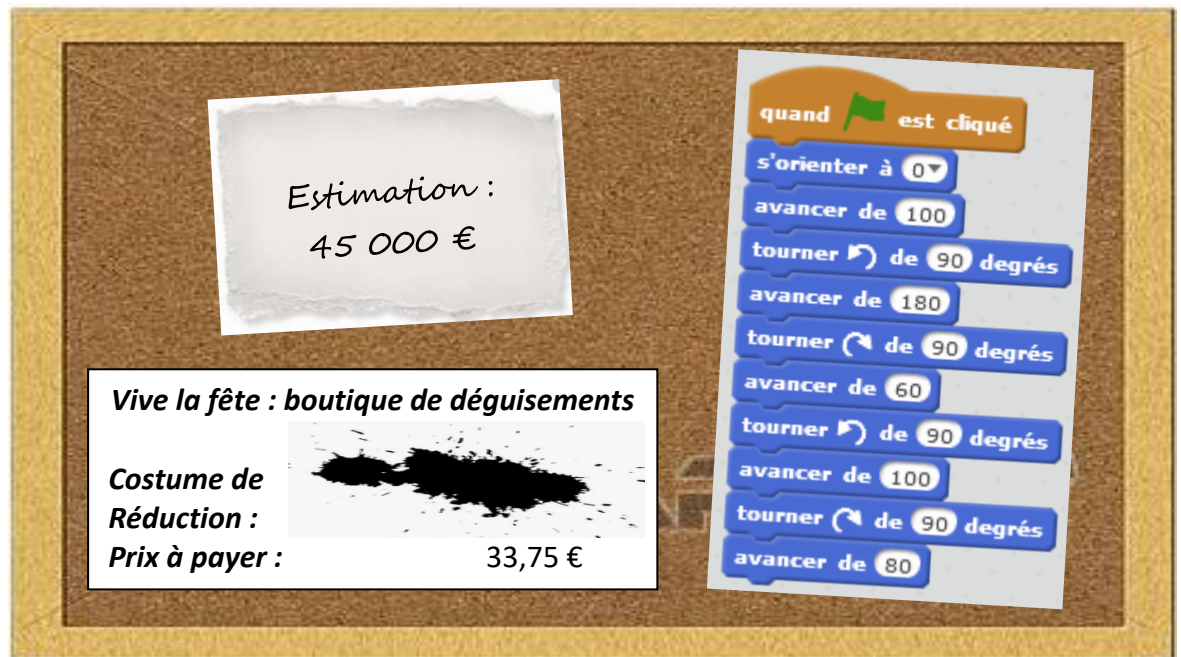 Estimation :
45 000 €
Vive la fête : boutique de déguisements
Costume de
Réduction :
Prix à payer : 33,75 €
quand est cliqué
s'orienter à 0
avancer de 100
tourner de 90 degrés
avancer de 180
tourner de 90 degrés
avancer de 60
tourner de 90 degrés
avancer de 100
tourner de 90 degrés
avancer de 80